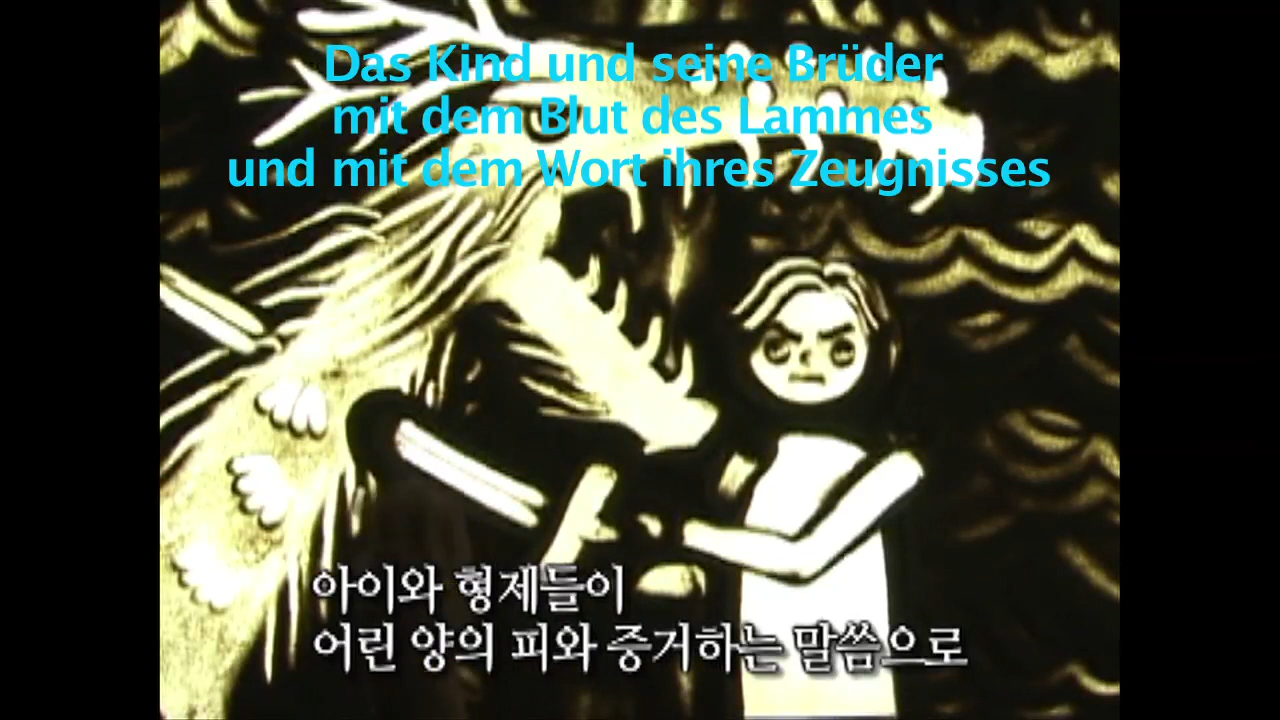 Das Kind und seine Brüder
mit dem Blut des Lammes
und mit dem Wort ihres Zeugnisses
아이와 형제들이
어린 양의 피와 증거하는 말씀으로